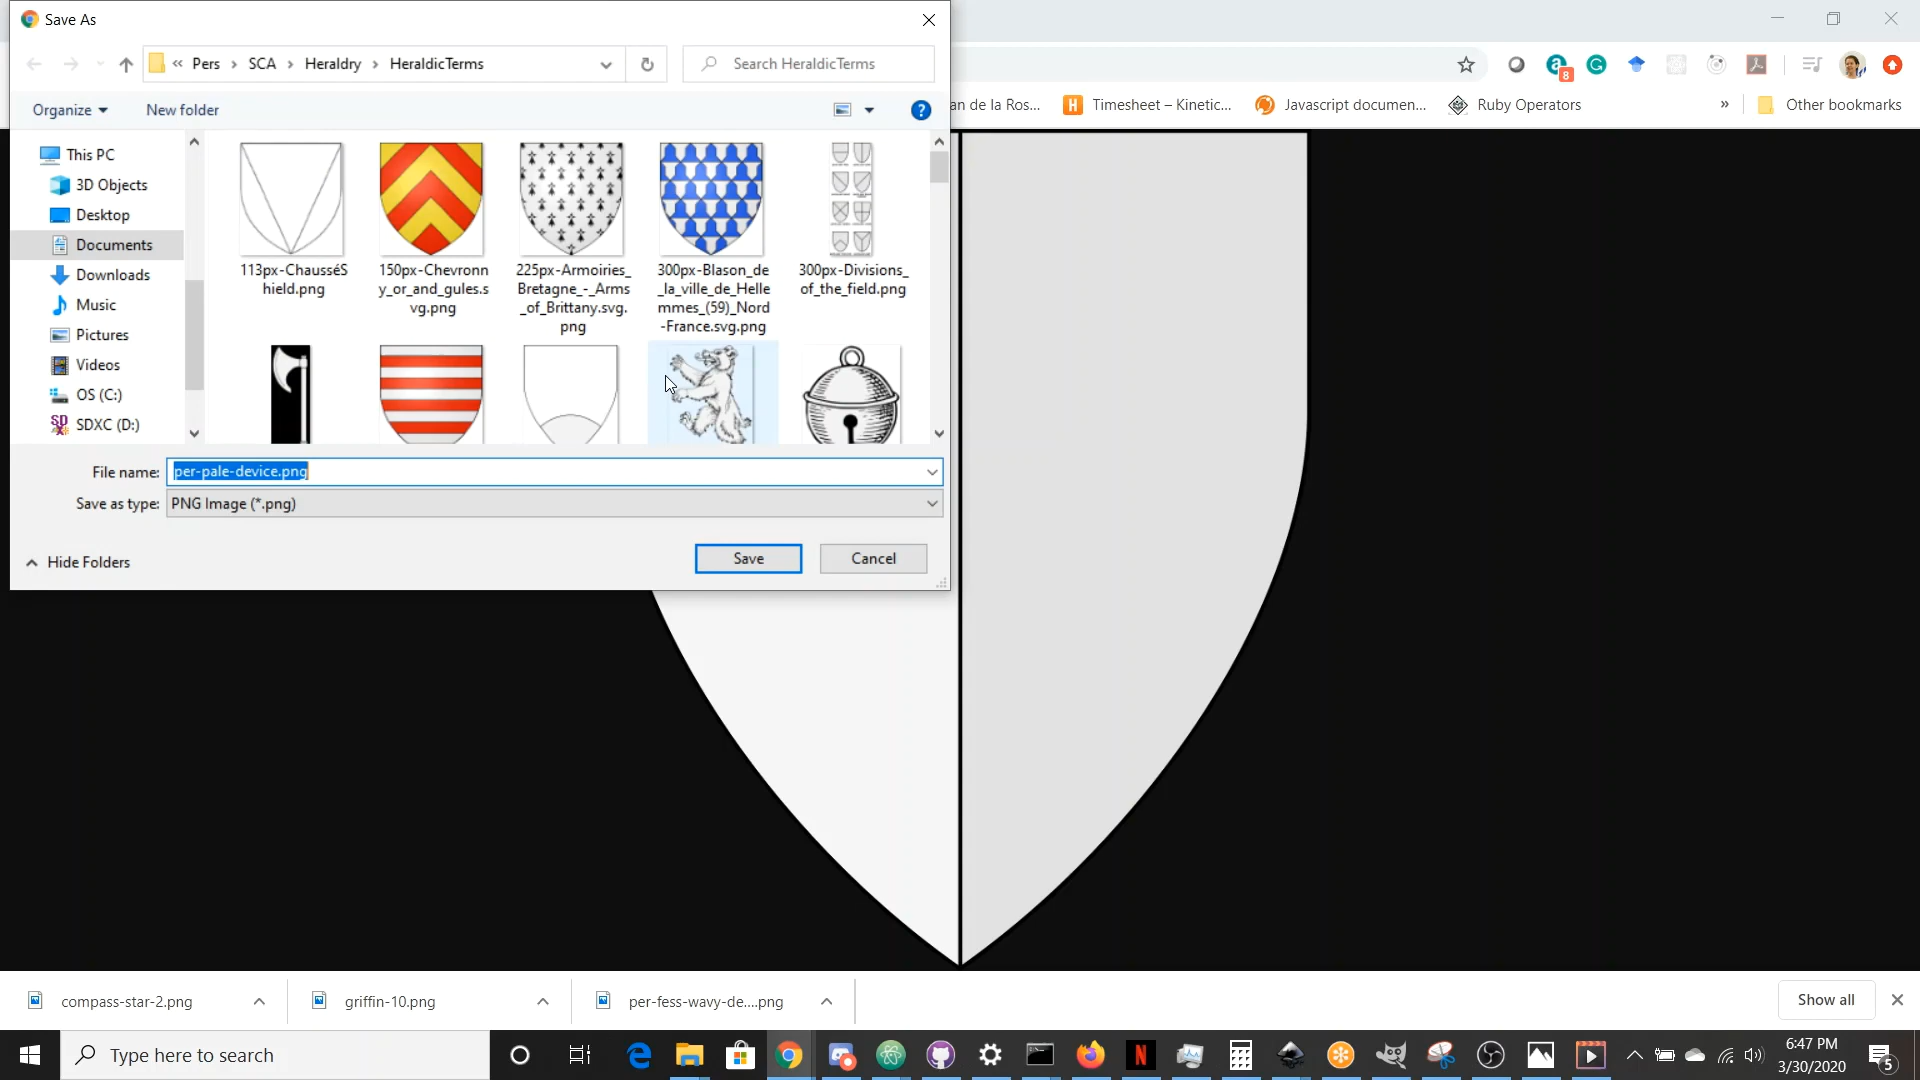 Save As
« Pers › SCA › Heraldry › HeraldicTerms
Search HeraldicTerms
Organize
New folder
an de la Ros...
Timesheet – Kinetic...
Javascript documen...
Ruby Operators
»
Other bookmarks
8
This PC
3D Objects
Desktop
Documents
Downloads
Music
Pictures
Videos
OS (C:)
SDXC (D:)
113px-ChausséS
hield.png
150px-Chevronn
y_or_and_gules.s
vg.png
225px-Armoiries_
Bretagne_-_Arms
_of_Brittany.svg.
png
300px-Blason_de
_la_ville_de_Helle
mmes_(59)_Nord
-France.svg.png
300px-Divisions_
of_the_field.png
File name: per-pale-device.png
Save as type: PNG Image (*.png)
Hide Folders
Save
Cancel
compass-star-2.png
griffin-10.png
per-fess-wavy-de....png
Show all
Type here to search
6:47 PM
3/30/2020
5